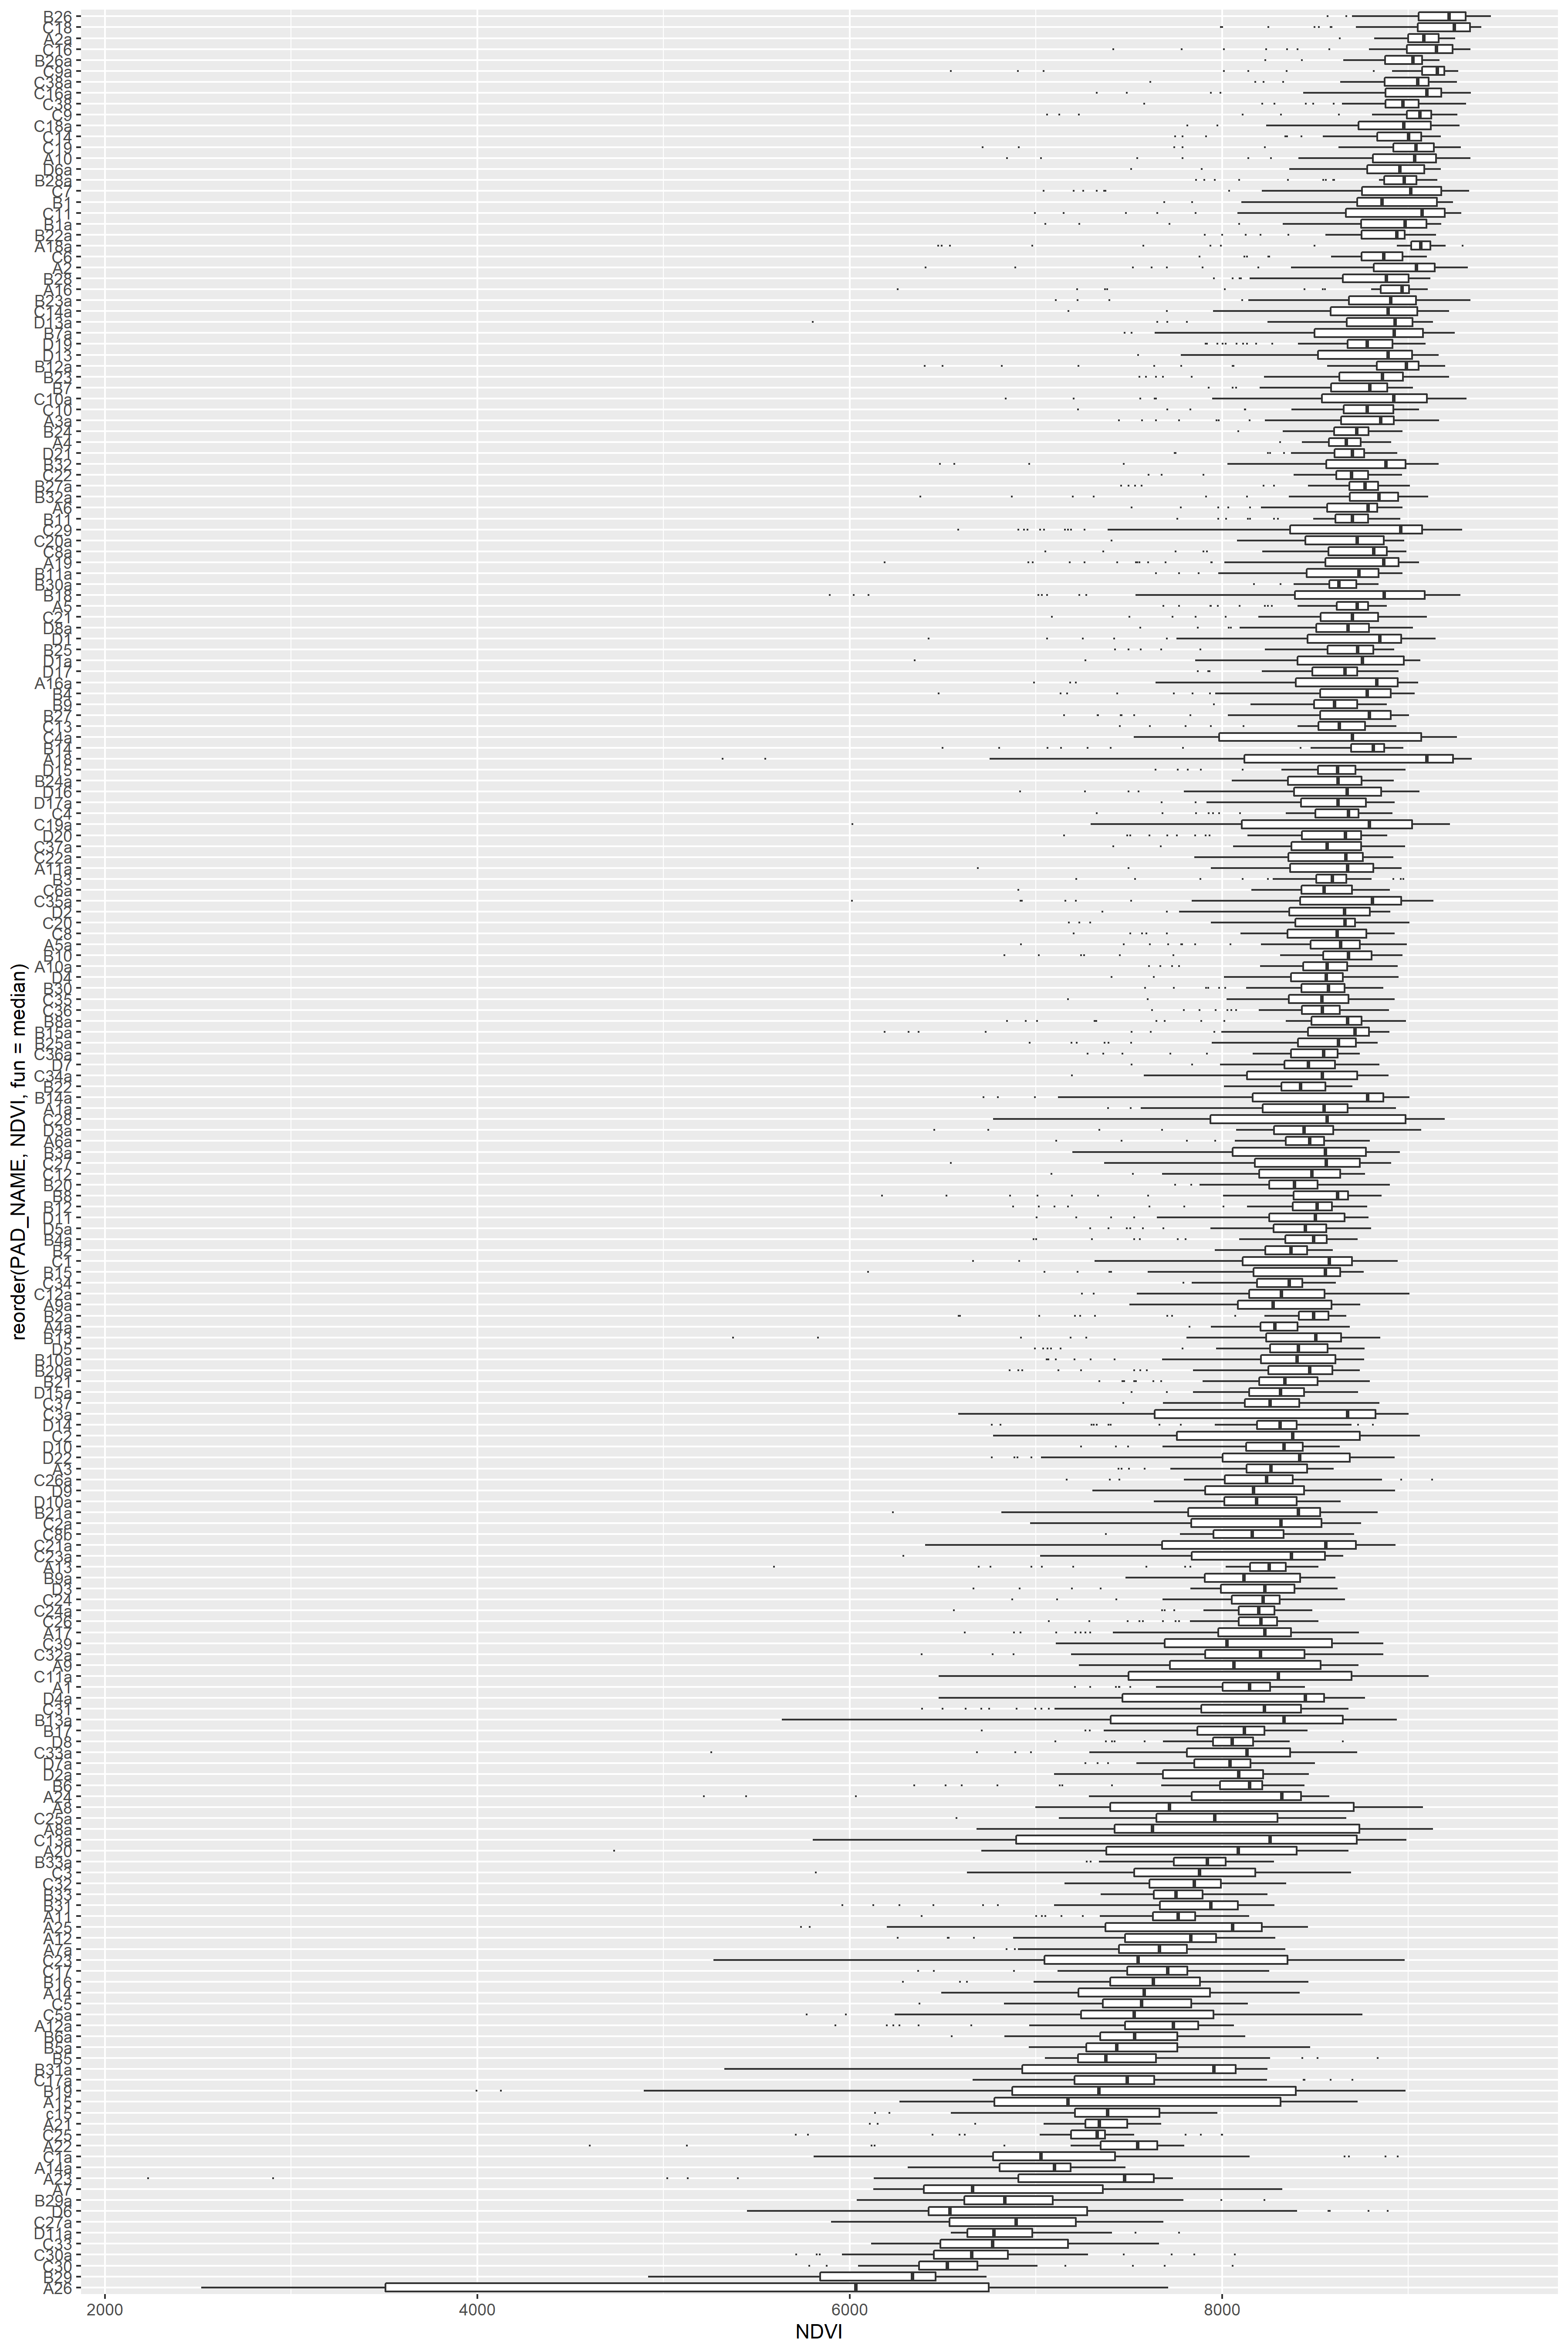 B26
C18
A2a
C16
B26a
C9a
C38a
C16a
C38
C9
C18a
C14
C19
A10
D6a
B28a
C7
B1
C11
B1a
B22a
A18a
C6
A2
B28
A16
B23a
C14a
D13a
B7a
D19
D13
B12a
B23
B7
C10a
C10
A3a
B24
A4
D21
B32
C22
B27a
B32a
A6
B11
C29
C20a
C8a
A19
B11a
B30a
B18
A5
C21
D8a
D1
B25
D1a
D17
A16a
B4
B9
B27
C13
C4a
B14
A18
D15
B24a
D16
D17a
C4
C19a
D20
C37a
C22a
A11a
B3
C6a
C35a
D2
C20
C8
A5a
B10
A10a
D4
B30
C35
C36
B8a
B15a
B25a
C36a
D7
C34a
B22
B14a
A1a
C28
D3a
A6a
B3a
C27
C12
B20
B8
B12
D11
D5a
B4a
B2
C1
B15
C34
C12a
A9a
B2a
A4a
B13
D5
B10a
B20a
B21
D15a
C37
C3a
D14
C2
D10
D22
A3
C26a
D9
D10a
B21a
C2a
C8b
C21a
C23a
A13
B9a
D3
C24
C24a
C26
A17
C39
C32a
A9
C11a
A1
D4a
C31
B13a
B17
D8
C33a
D7a
D2a
B6
A24
A8
C25a
A8a
C13a
A20
B33a
C3
C32
B33
B31
A11
A25
A12
A7a
C23
C17
B16
A14
C5
C5a
A12a
B6a
B5a
B5
B31a
C17a
B19
A15
c15
A21
C25
A22
C1a
A14a
A23
A7
B29a
D6
C27a
D11a
C33
C30a
C30
B29
A26
reorder(PAD_NAME, NDVI, fun = median)
2000 4000 6000 8000
NDVI